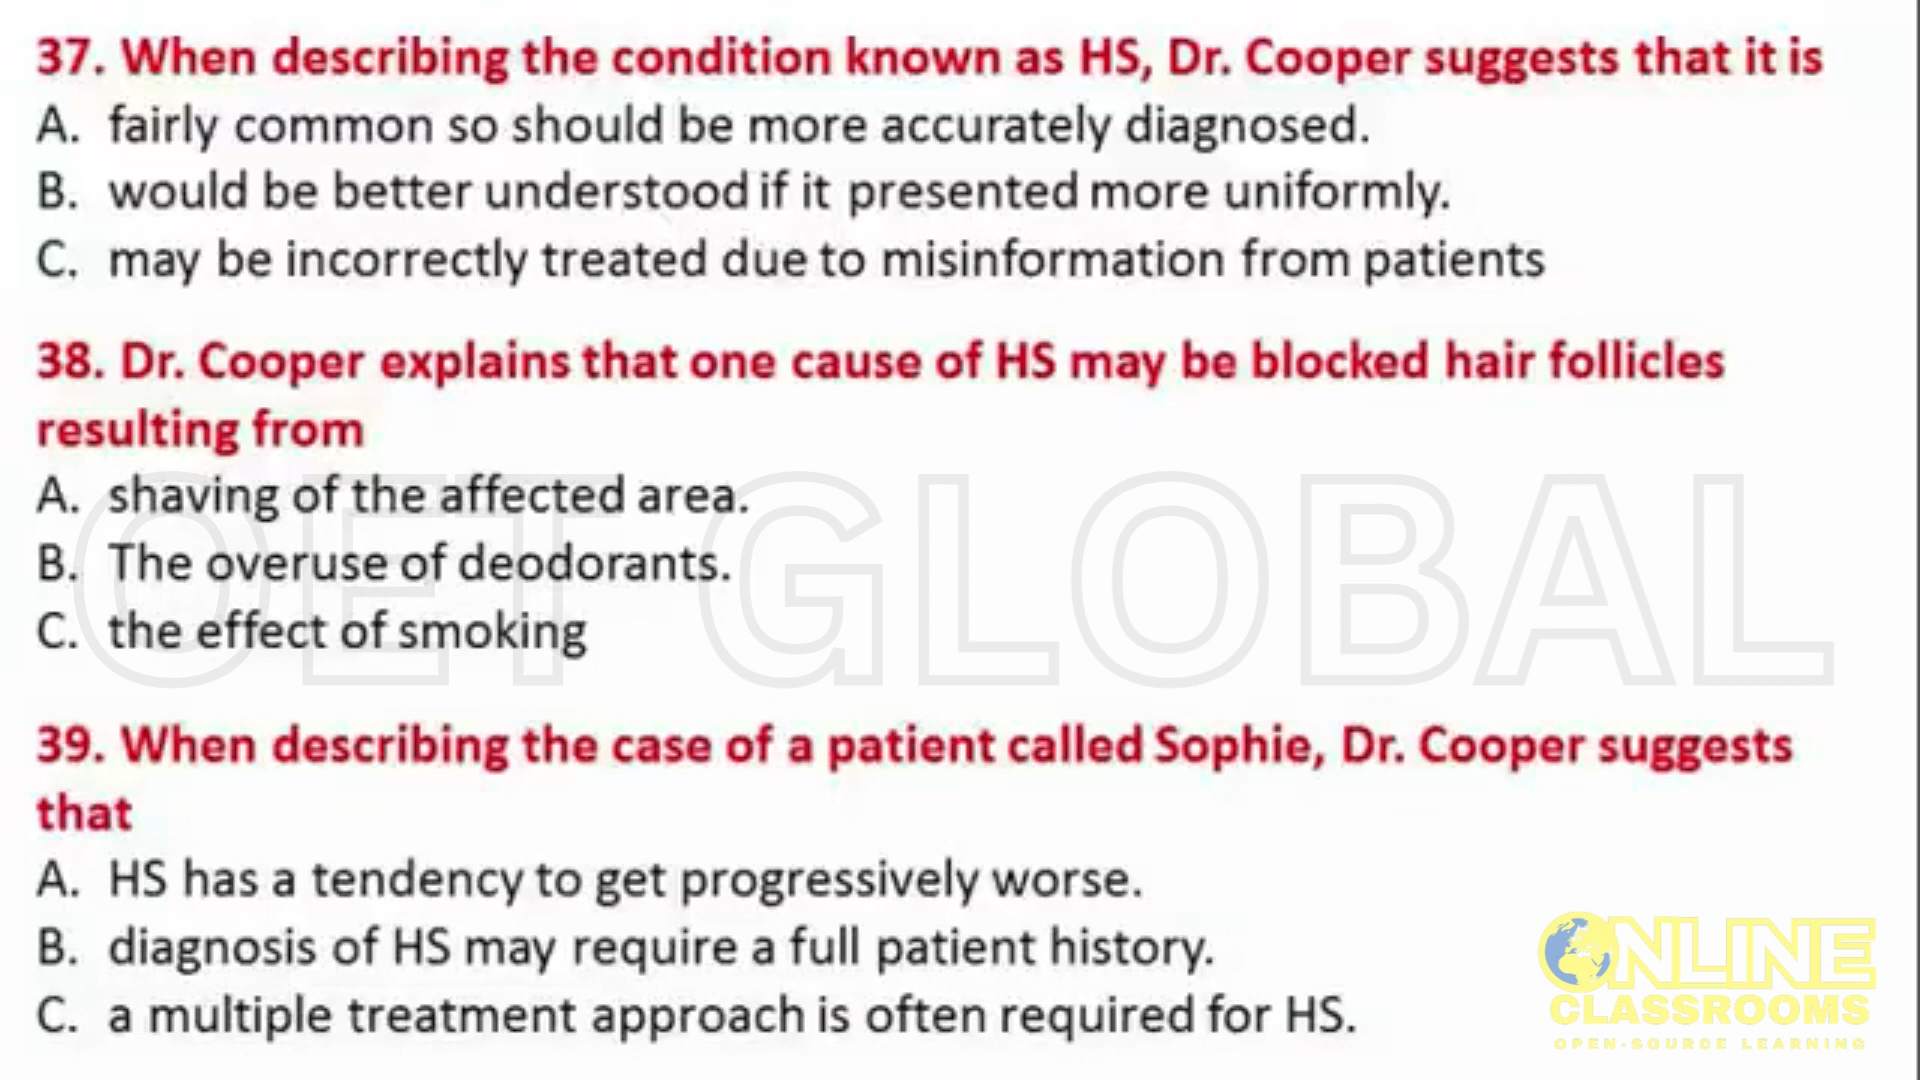 37. When describing the condition known as HS, Dr. Cooper suggests that it is
A. fairly common so should be more accurately diagnosed.
B. would be better understood if it presented more uniformly.
C. may be incorrectly treated due to misinformation from patients
38. Dr. Cooper explains that one cause of HS may be blocked hair follicles
resulting from
A. shaving of the affected area.
B. The overuse of deodorants.
C. the effect of smoking
OET GLOBAL
39. When describing the case of a patient called Sophie, Dr. Cooper suggests
that
A. HS has a tendency to get progressively worse.
B. diagnosis of HS may require a full patient history.
C. a multiple treatment approach is often required for HS.
ONLINE
CLASSROOMS
OPEN-SOURCE LEARNING